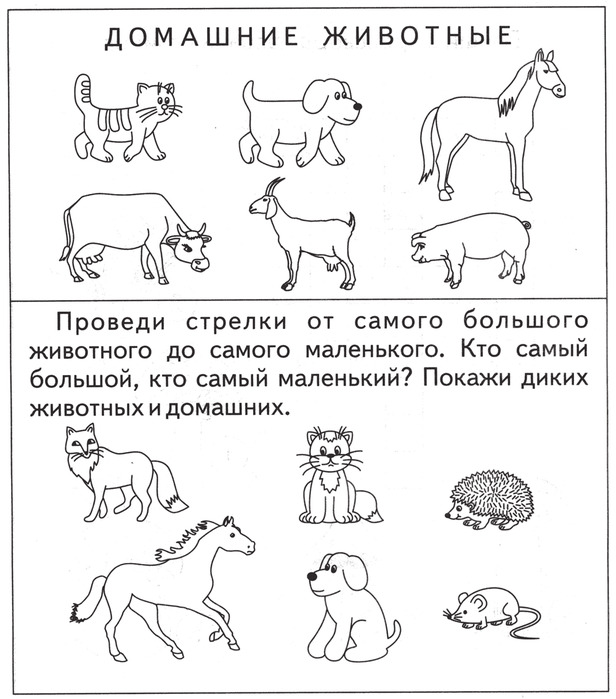 ДОМАШНИЕ ЖИВОТНЫЕ
Проведи стрелки от самого большого
животного до самого маленького. Кто самый
большой, кто самый маленький? Покажи диких
животных и домашних.